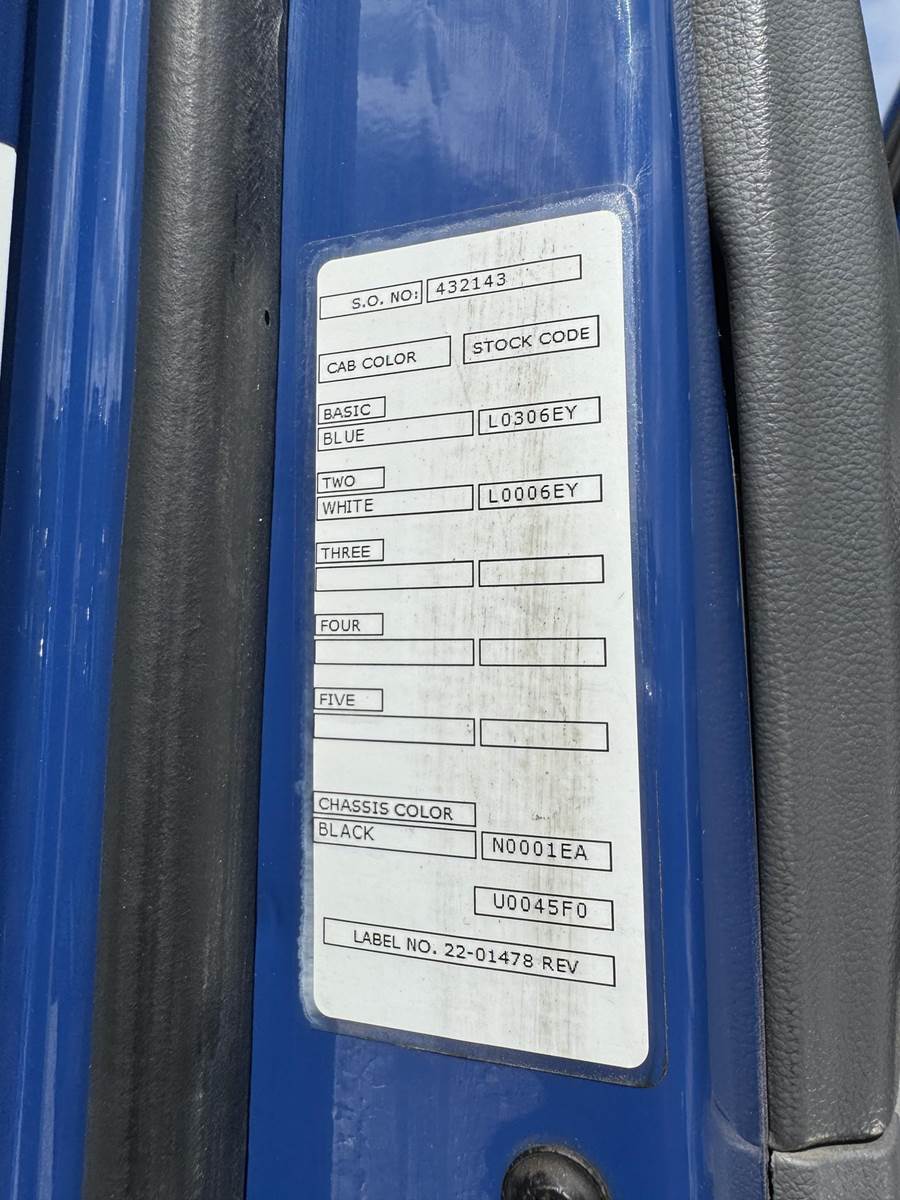 S.O. NO: 432143
CAB COLOR STOCK CODE
BASIC
BLUE L0306EY
TWO
WHITE L0006EY
THREE
FOUR
FIVE
CHASSIS COLOR
BLACK N0001EA
U0045F0
LABEL NO. 22-01478 REV